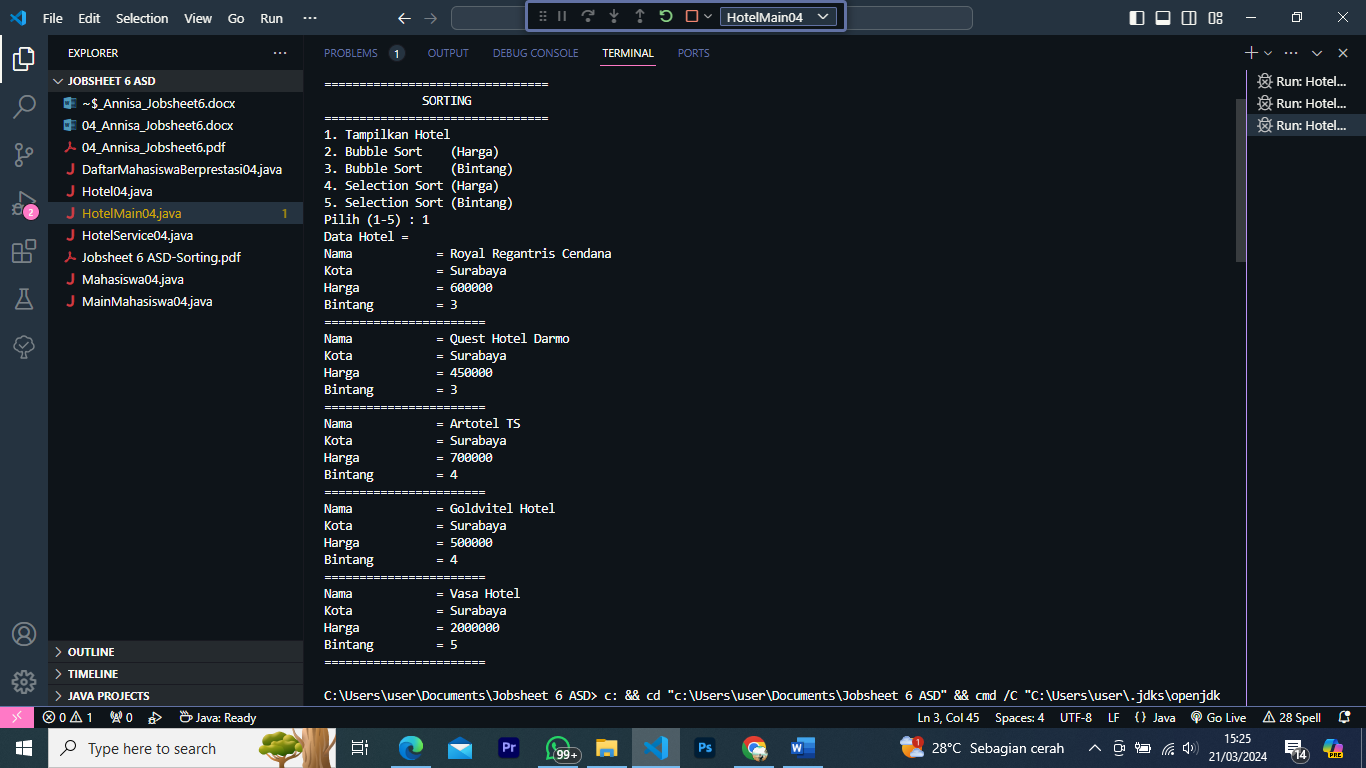 File Edit Selection View Go Run ···
HotelMain04
EXPLORER ···
JOBSHEET 6 ASD
~$_Annisa_Jobsheet6.docx
04_Annisa_Jobsheet6.docx
04_Annisa_Jobsheet6.pdf
DaftarMahasiswaBerprestasi04.java
Hotel04.java
HotelMain04.java 1
HotelService04.java
Jobsheet 6 ASD-Sorting.pdf
Mahasiswa04.java
MainMahasiswa04.java
2
OUTLINE
TIMELINE
JAVA PROJECTS
PROBLEMS 1 OUTPUT DEBUG CONSOLE TERMINAL PORTS
================================
SORTING
================================
1. Tampilkan Hotel
2. Bubble Sort    (Harga)
3. Bubble Sort    (Bintang)
4. Selection Sort (Harga)
5. Selection Sort (Bintang)
Pilih (1-5) : 1
Data Hotel =
Nama            = Royal Regantris Cendana
Kota            = Surabaya
Harga           = 600000
Bintang         = 3
=======================
Nama            = Quest Hotel Darmo
Kota            = Surabaya
Harga           = 450000
Bintang         = 3
=======================
Nama            = Artotel TS
Kota            = Surabaya
Harga           = 700000
Bintang         = 4
=======================
Nama            = Goldvitel Hotel
Kota            = Surabaya
Harga           = 500000
Bintang         = 4
=======================
Nama            = Vasa Hotel
Kota            = Surabaya
Harga           = 2000000
Bintang         = 5
=======================
C:\Users\user\Documents\Jobsheet 6 ASD> c: && cd "c:\Users\user\Documents\Jobsheet 6 ASD" && cmd /C "C:\Users\user\.jdks\openjdk
Run: Hotel...
Run: Hotel...
Run: Hotel...
0 1 0 Java: Ready
Ln 3, Col 45 Spaces: 4 UTF-8 LF {} Java Go Live 28 Spell
Type here to search
Pr 99+ Ps W
1 28°C Sebagian cerah
15:25
21/03/2024
14
PRE